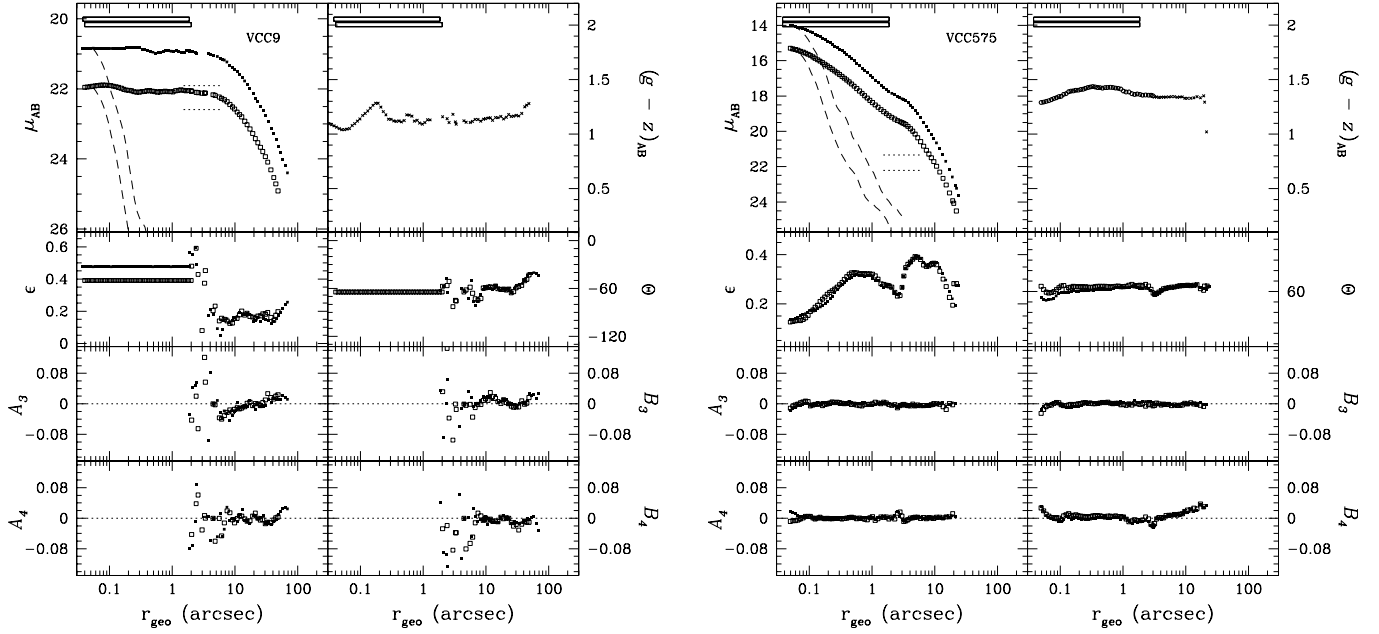 VCC9
20
22
24
26
μAB
2
1.5
1
0.5
(g − z)AB
0.6
0.4
0.2
0
ϵ
0
−60
−120
Θ
0.08
0
−0.08
A3
0.08
0
−0.08
B3
0.08
0
−0.08
A4
0.08
0
−0.08
B4
0.1 1 10 100
0.1 1 10 100
rgeo (arcsec)
rgeo (arcsec)
VCC575
14
16
18
20
22
24
μAB
2
1.5
1
0.5
(g − z)AB
0.4
0.2
ϵ
60
Θ
0.08
0
−0.08
A3
0.08
0
−0.08
B3
0.08
0
−0.08
A4
0.08
0
−0.08
B4
0.1 1 10 100
0.1 1 10 100
rgeo (arcsec)
rgeo (arcsec)